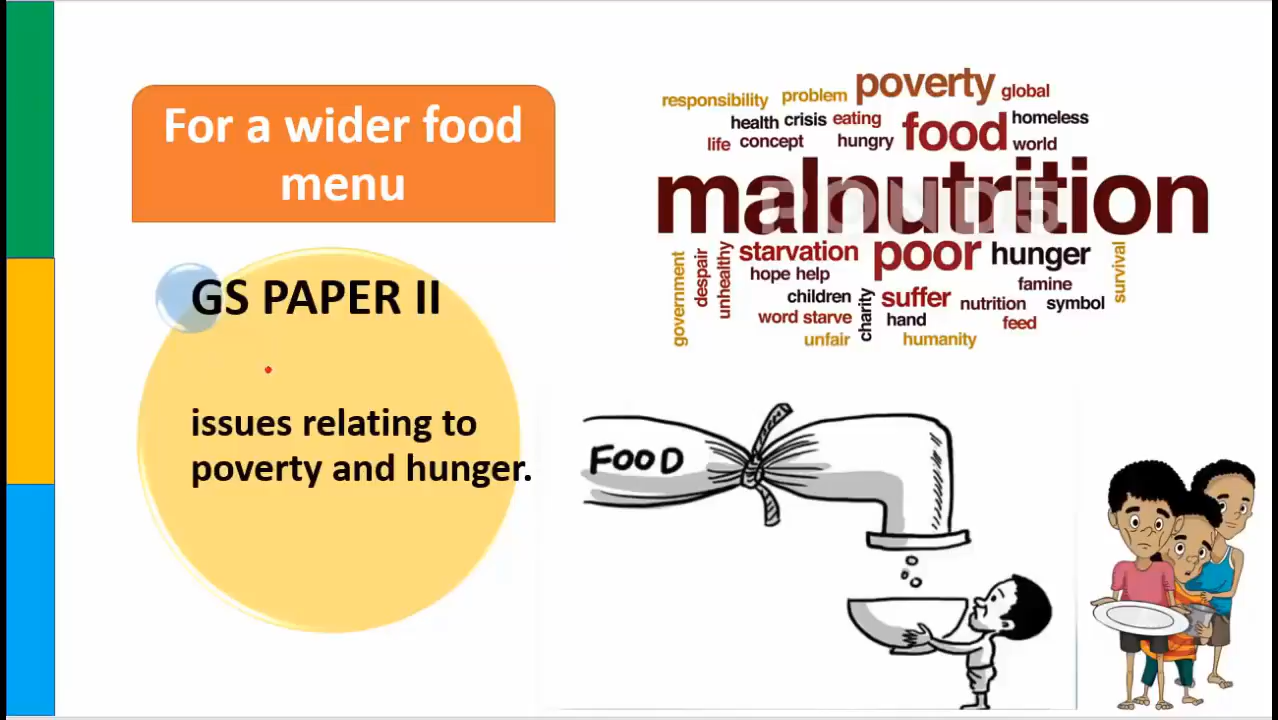 For a wider food
menu
GS PAPER II
issues relating to
poverty and hunger.
responsibility problem poverty global
health crisis eating food homeless
life concept hungry world
malnutrition
POND5
starvation poor hunger
hope help
government despair unhealthy
children charity suffer nutrition famine symbol survival
word starve hand feed
unfair humanity
FOOD